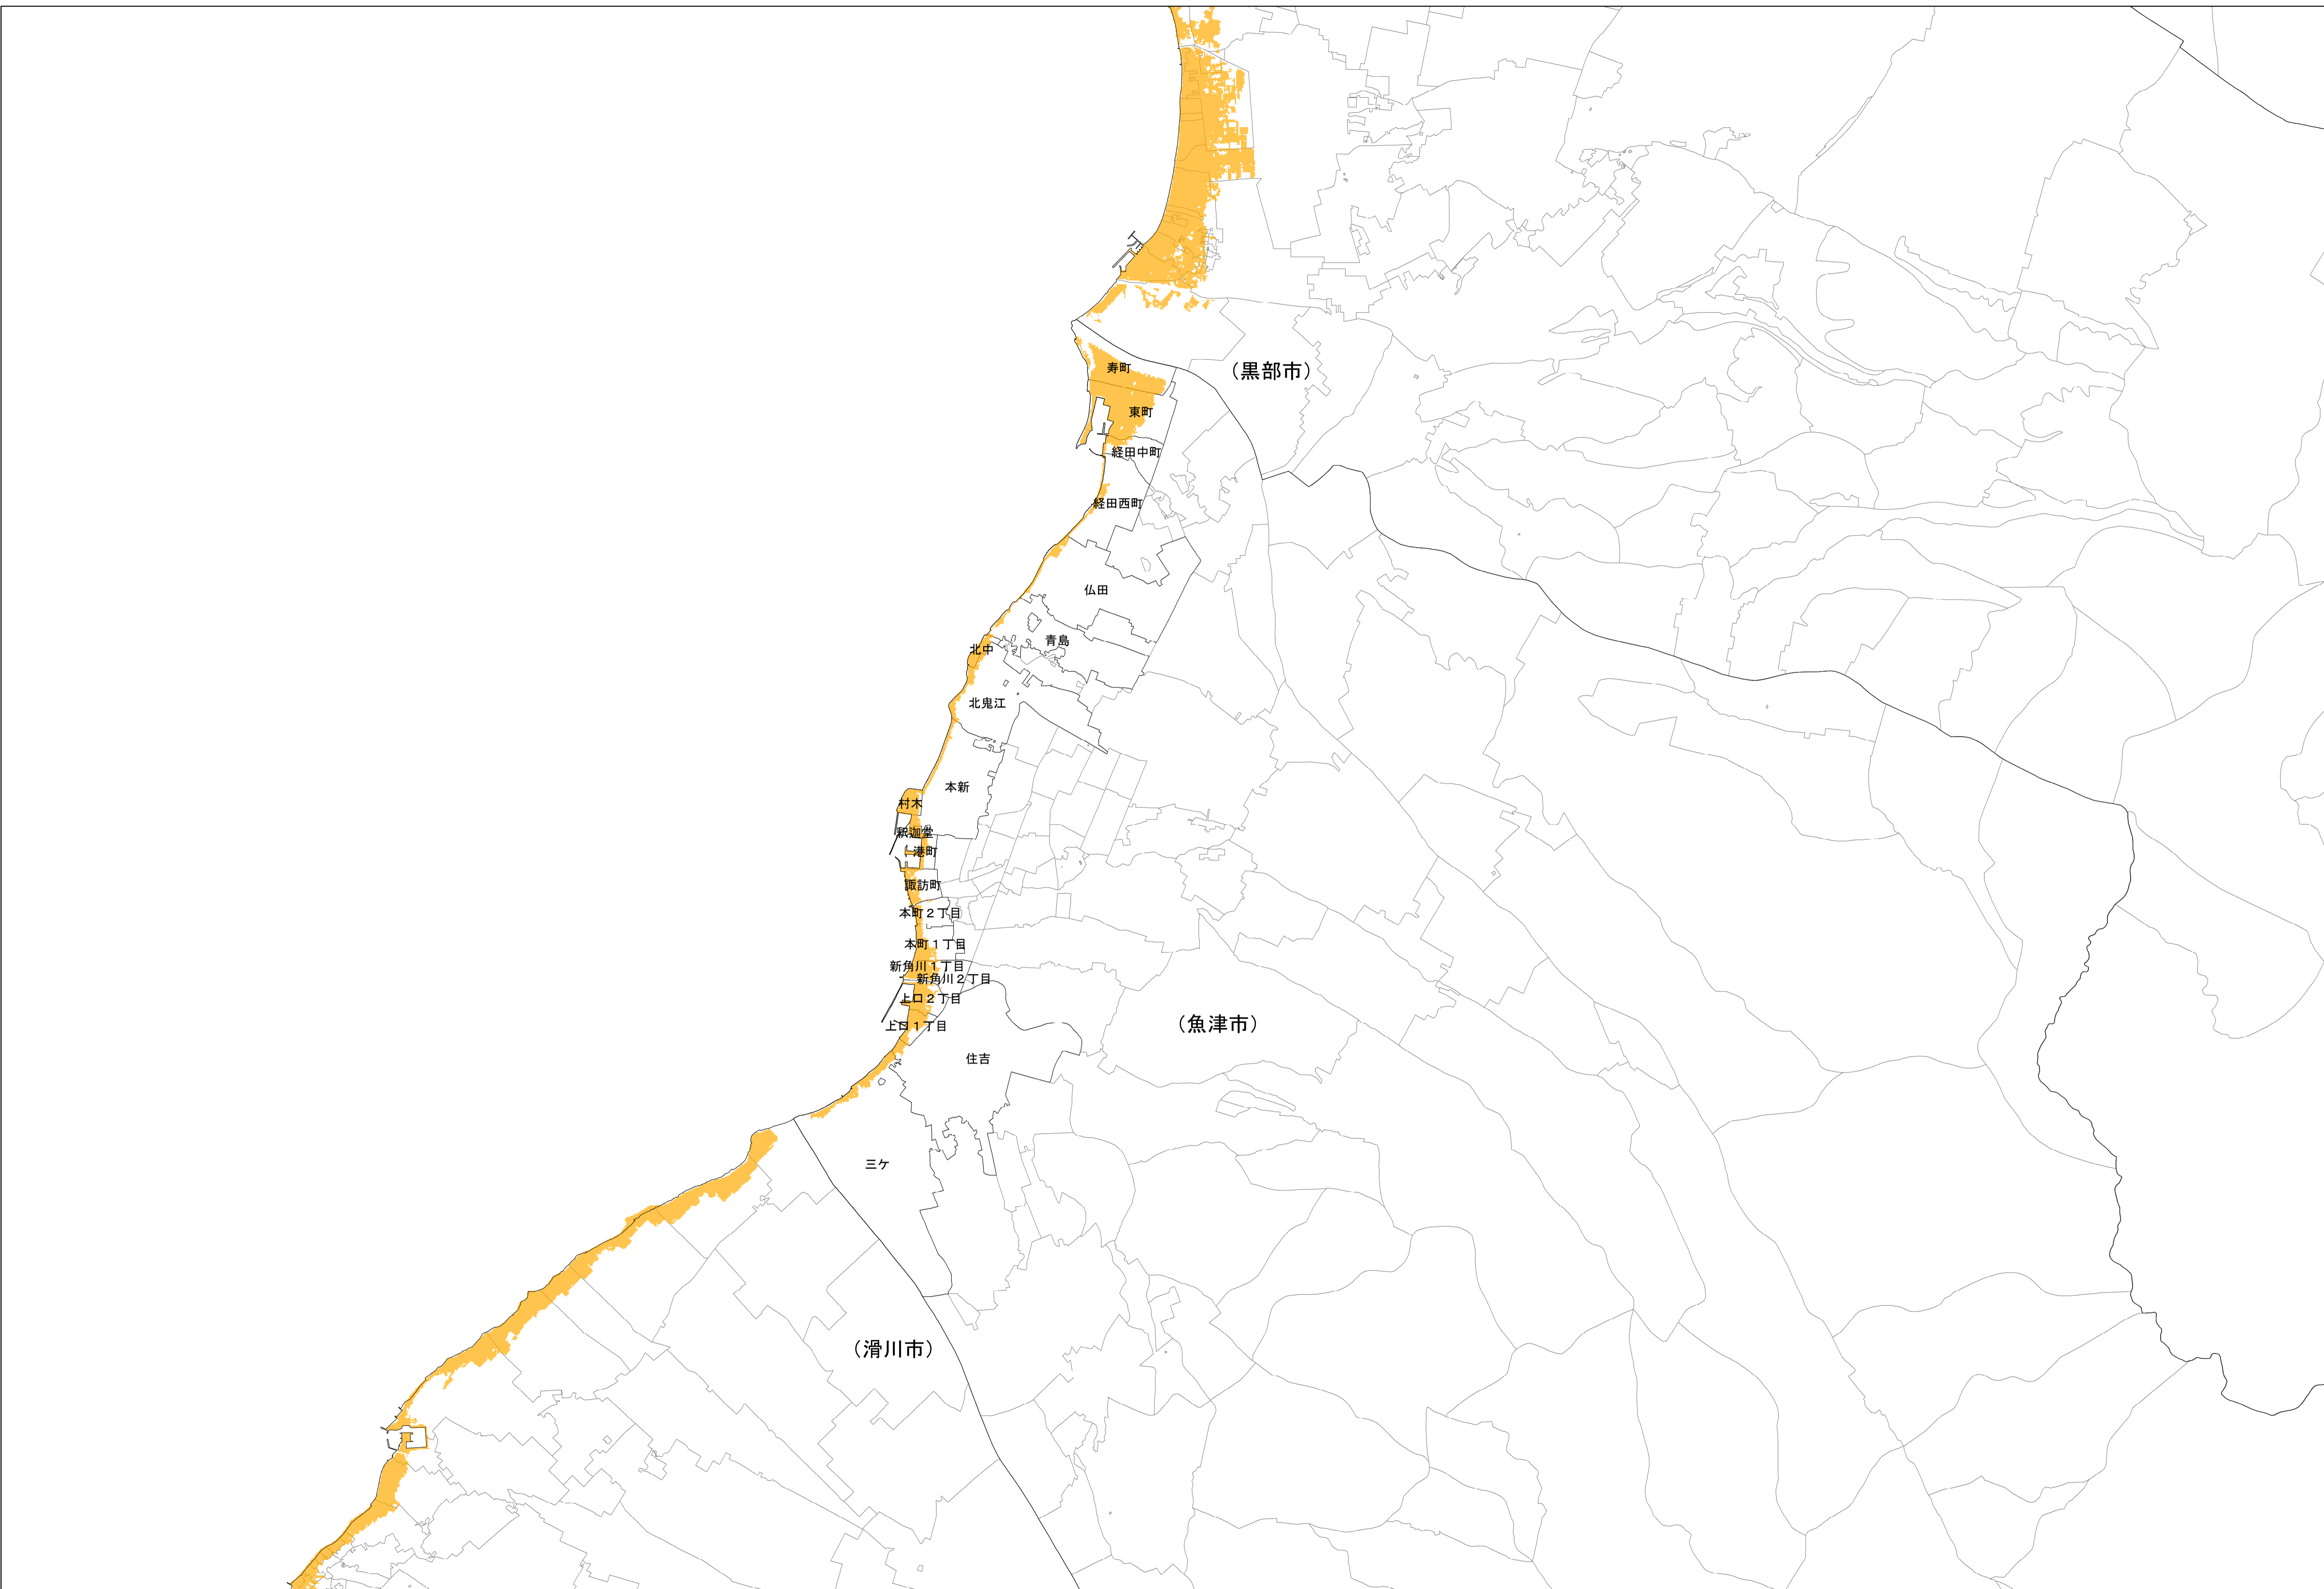 寿町
（黒部市）
東町
経田中町
経田西町
仏田
青島
北中
北鬼江
本新
村木
釈迦堂
港町
諏訪町
本町２丁目
本町１丁目
新角川１丁目
新角川２丁目
上口２丁目
上口１丁目
（魚津市）
住吉
三ケ
（滑川市）